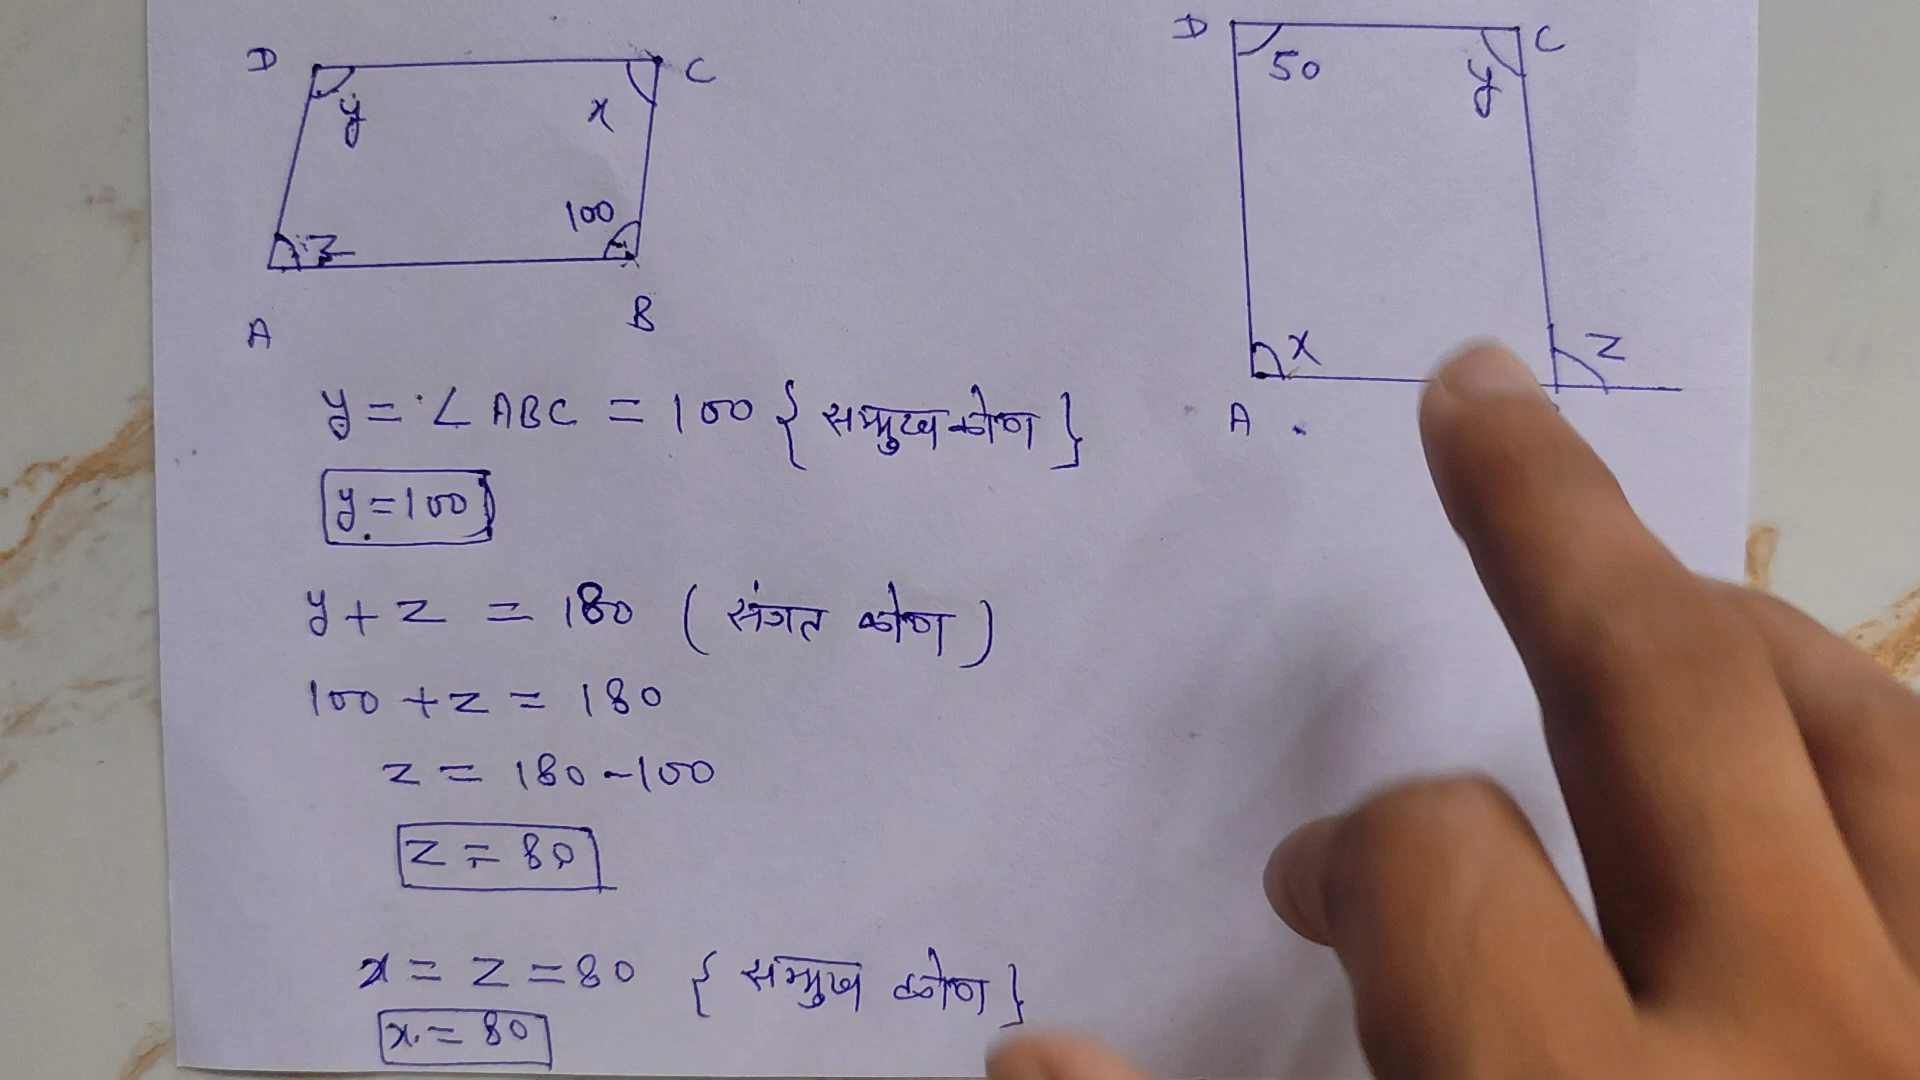 D C
y x
100
z
A B
y = ∠ ABC = 100 { सम्मुख कोण }
y = 100
y + z = 180 ( संगत कोण )
100 + z = 180
z = 180 - 100
z = 80
x = z = 80 { सम्मुख कोण }
x = 80
D C
50 y
x z
A